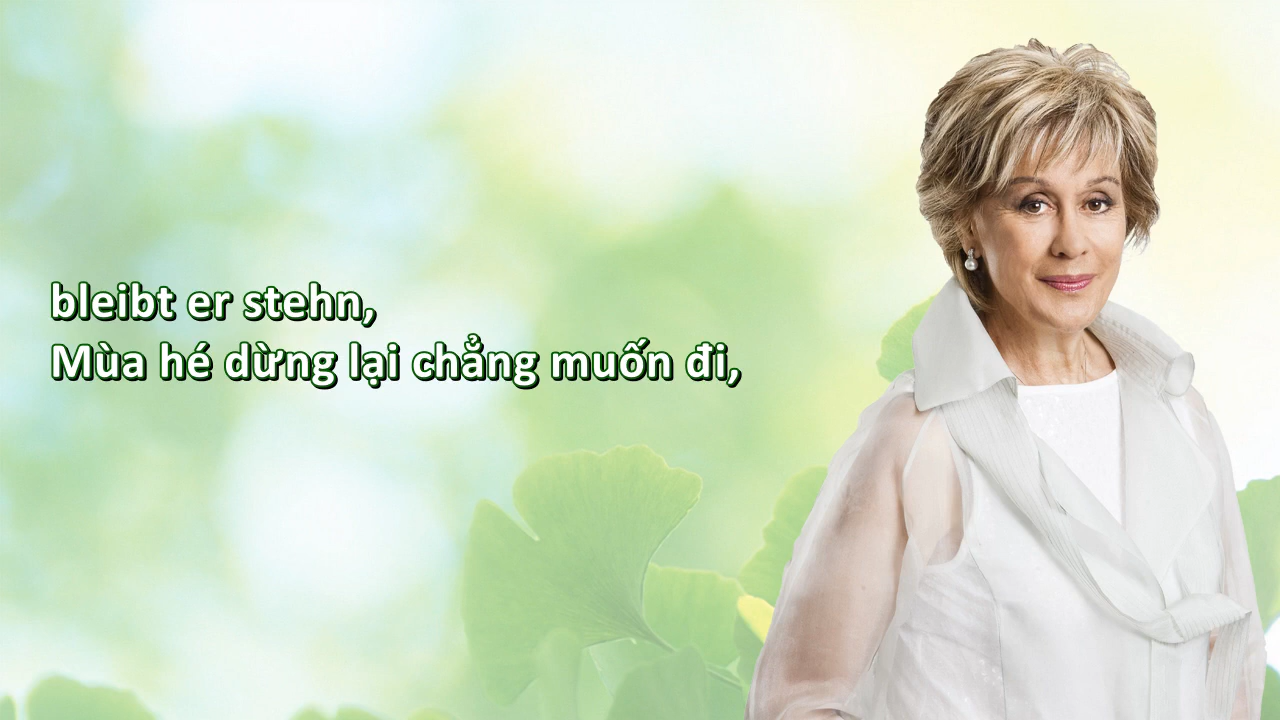 bleibt er stehn,
Mùa hé dừng lại chẳng muốn đi,